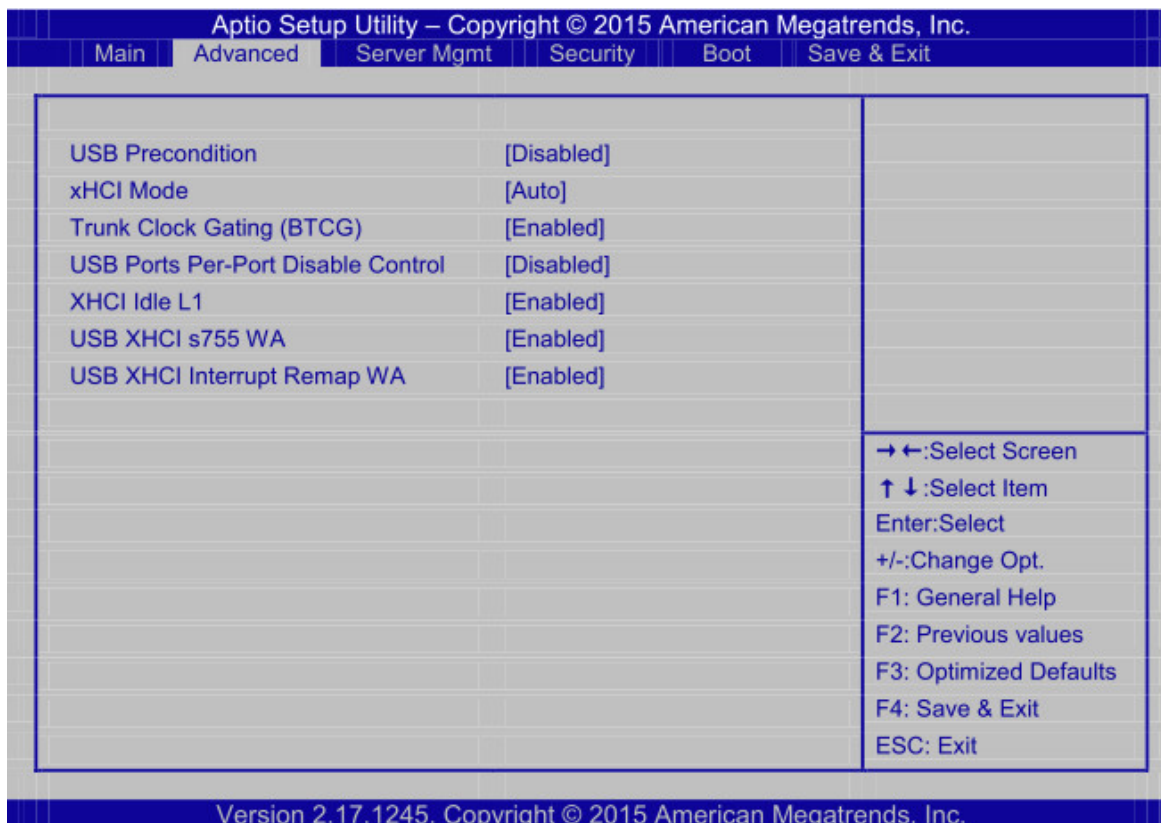 Aptio Setup Utility – Copyright © 2015 American Megatrends, Inc.
Main Advanced Server Mgmt Security Boot Save & Exit
USB Precondition [Disabled]
xHCI Mode [Auto]
Trunk Clock Gating (BTCG) [Enabled]
USB Ports Per-Port Disable Control [Disabled]
XHCI Idle L1 [Enabled]
USB XHCI s755 WA [Enabled]
USB XHCI Interrupt Remap WA [Enabled]
→ ←:Select Screen
↑ ↓ :Select Item
Enter:Select
+/-:Change Opt.
F1: General Help
F2: Previous values
F3: Optimized Defaults
F4: Save & Exit
ESC: Exit
Version 2.17.1245. Copyright © 2015 American Megatrends, Inc.